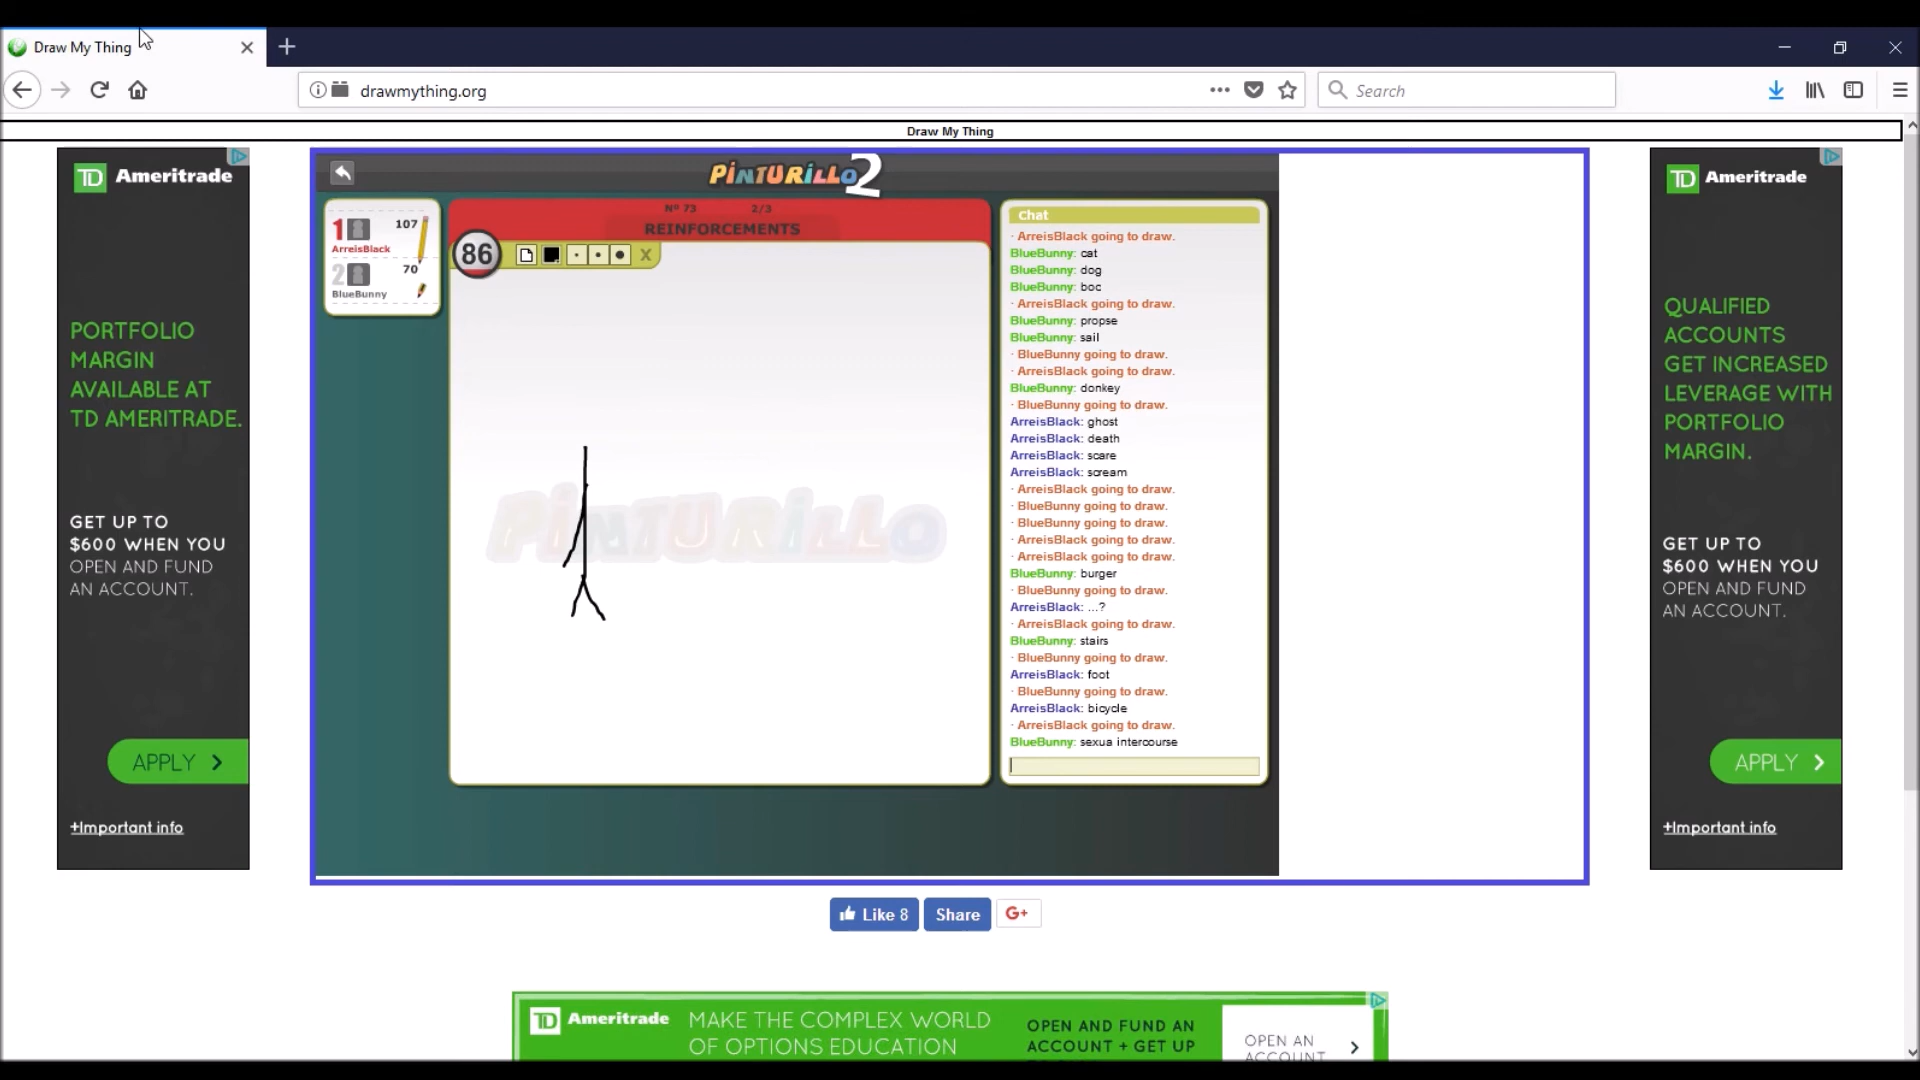 Draw My Thing
drawmything.org
Search
Draw My Thing
TD Ameritrade
PORTFOLIO
MARGIN
AVAILABLE AT
TD AMERITRADE.
GET UP TO
$600 WHEN YOU
OPEN AND FUND
AN ACCOUNT.
APPLY
+Important info
PINTURILLO 2
1
107
ArreisBlack
2
70
BlueBunny
Nº 73
2/3
REINFORCEMENTS
86
X
PINTURILLO
Chat
· ArreisBlack going to draw.
BlueBunny: cat
BlueBunny: dog
BlueBunny: boc
· ArreisBlack going to draw.
BlueBunny: propse
BlueBunny: sail
· BlueBunny going to draw.
· ArreisBlack going to draw.
BlueBunny: donkey
· BlueBunny going to draw.
ArreisBlack: ghost
ArreisBlack: death
ArreisBlack: scare
ArreisBlack: scream
· ArreisBlack going to draw.
· BlueBunny going to draw.
· BlueBunny going to draw.
· ArreisBlack going to draw.
· ArreisBlack going to draw.
BlueBunny: burger
· BlueBunny going to draw.
ArreisBlack: ...?
· ArreisBlack going to draw.
BlueBunny: stairs
· BlueBunny going to draw.
ArreisBlack: foot
· BlueBunny going to draw.
ArreisBlack: bicycle
· ArreisBlack going to draw.
BlueBunny: sexua intercourse
TD Ameritrade
QUALIFIED
ACCOUNTS
GET INCREASED
LEVERAGE WITH
PORTFOLIO
MARGIN.
GET UP TO
$600 WHEN YOU
OPEN AND FUND
AN ACCOUNT.
APPLY
+Important info
Like 8
Share
G+
TD Ameritrade
MAKE THE COMPLEX WORLD
OF OPTIONS EDUCATION
OPEN AND FUND AN
ACCOUNT + GET UP
OPEN AN
ACCOUNT